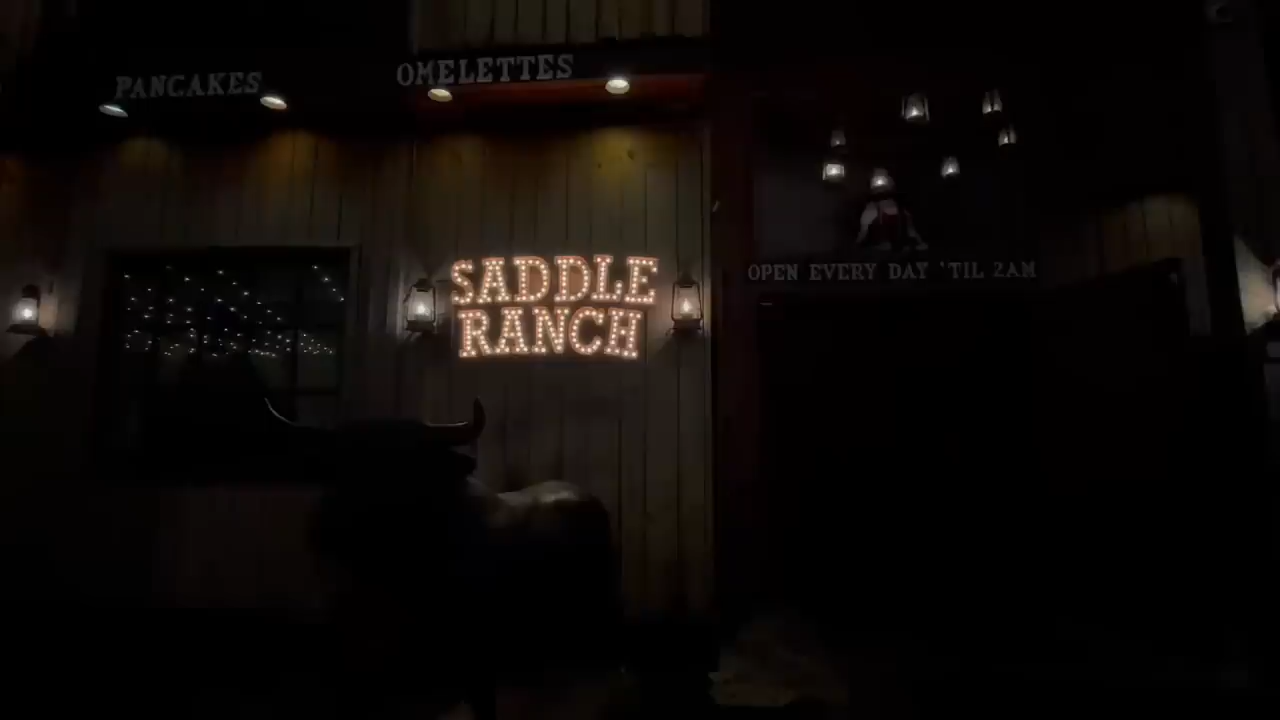 PANCAKES
OMELETTES
SADDLE
RANCH
OPEN EVERY DAY 'TIL 2AM